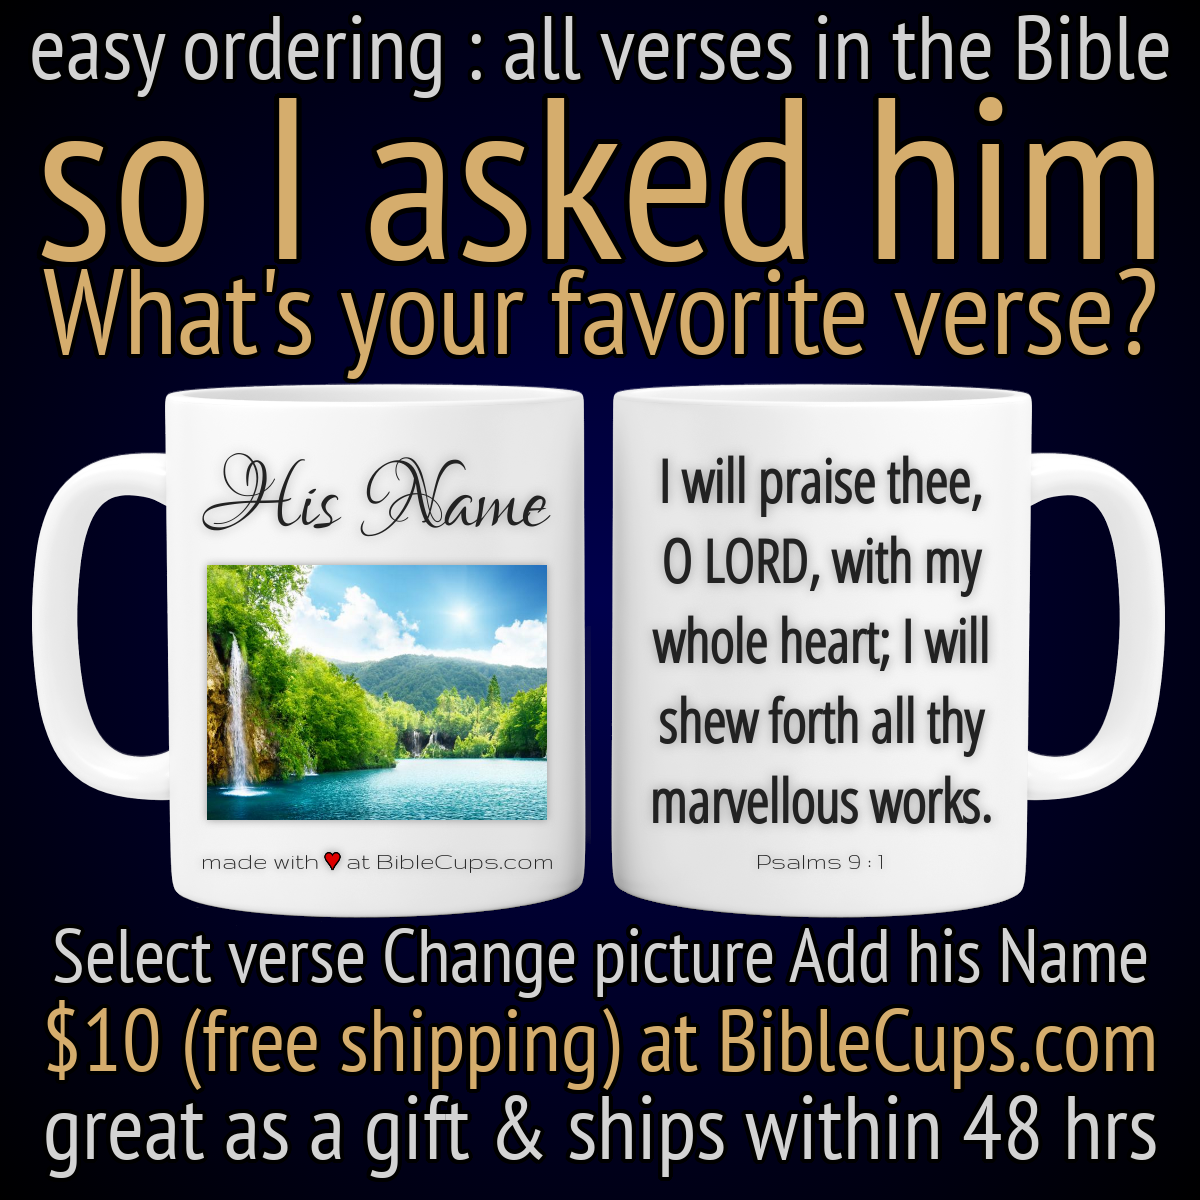 easy ordering : all verses in the Bible
so I asked him
What's your favorite verse?
His Name
made with ♥ at BibleCups.com
I will praise thee,
O LORD, with my
whole heart; I will
shew forth all thy
marvellous works.
Psalms 9 : 1
Select verse Change picture Add his Name
$10 (free shipping) at BibleCups.com
great as a gift & ships within 48 hrs